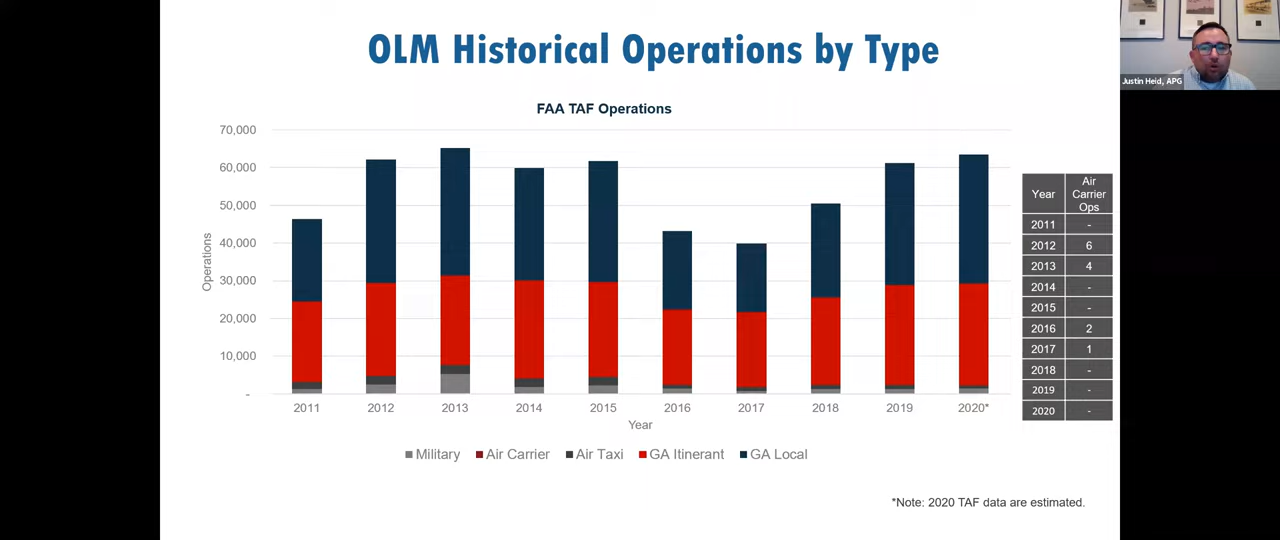 OLM Historical Operations by Type
Justin Heid, APG
FAA TAF Operations
70,000
60,000
50,000
40,000
30,000
20,000
10,000
-
Operations
2011 2012 2013 2014 2015 2016 2017 2018 2019 2020*
Year
Military Air Carrier Air Taxi GA Itinerant GA Local
Year Air Carrier Ops
2011 -
2012 6
2013 4
2014 -
2015 -
2016 2
2017 1
2018 -
2019 -
2020 -
*Note: 2020 TAF data are estimated.